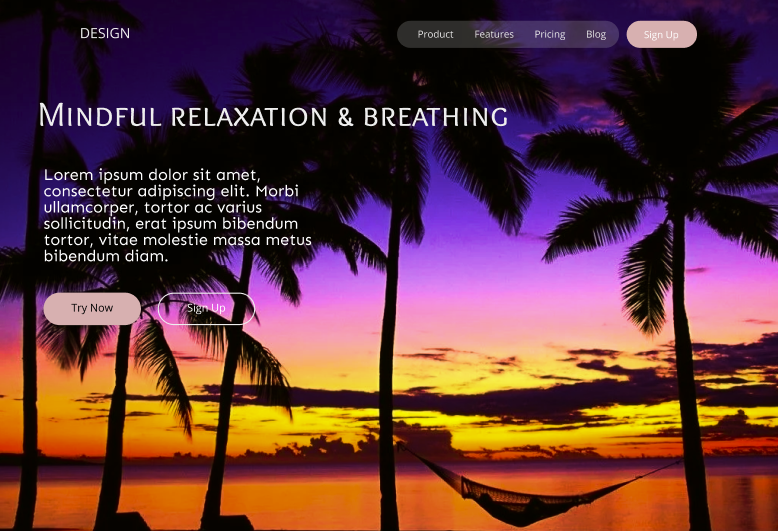 DESIGN
Product Features Pricing Blog Sign Up
Mindful relaxation & breathing
Lorem ipsum dolor sit amet,
consectetur adipiscing elit. Morbi
ullamcorper, tortor ac varius
sollicitudin, erat ipsum bibendum
tortor, vitae molestie massa metus
bibendum diam.
Try Now Sign Up